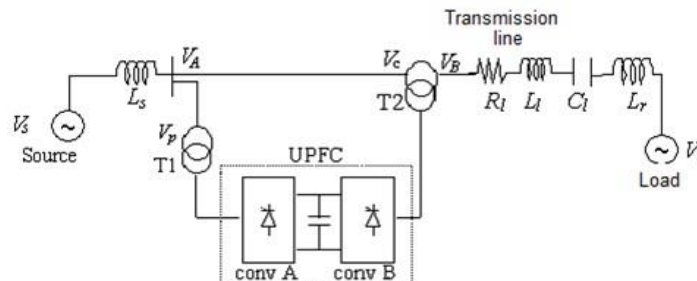 Transmission
line
V_A
V_c
V_B
L_s
R_l
L_l
C_l
L_r
T2
V_s
Source
V_p
T1
UPFC
V
Load
conv A
conv B